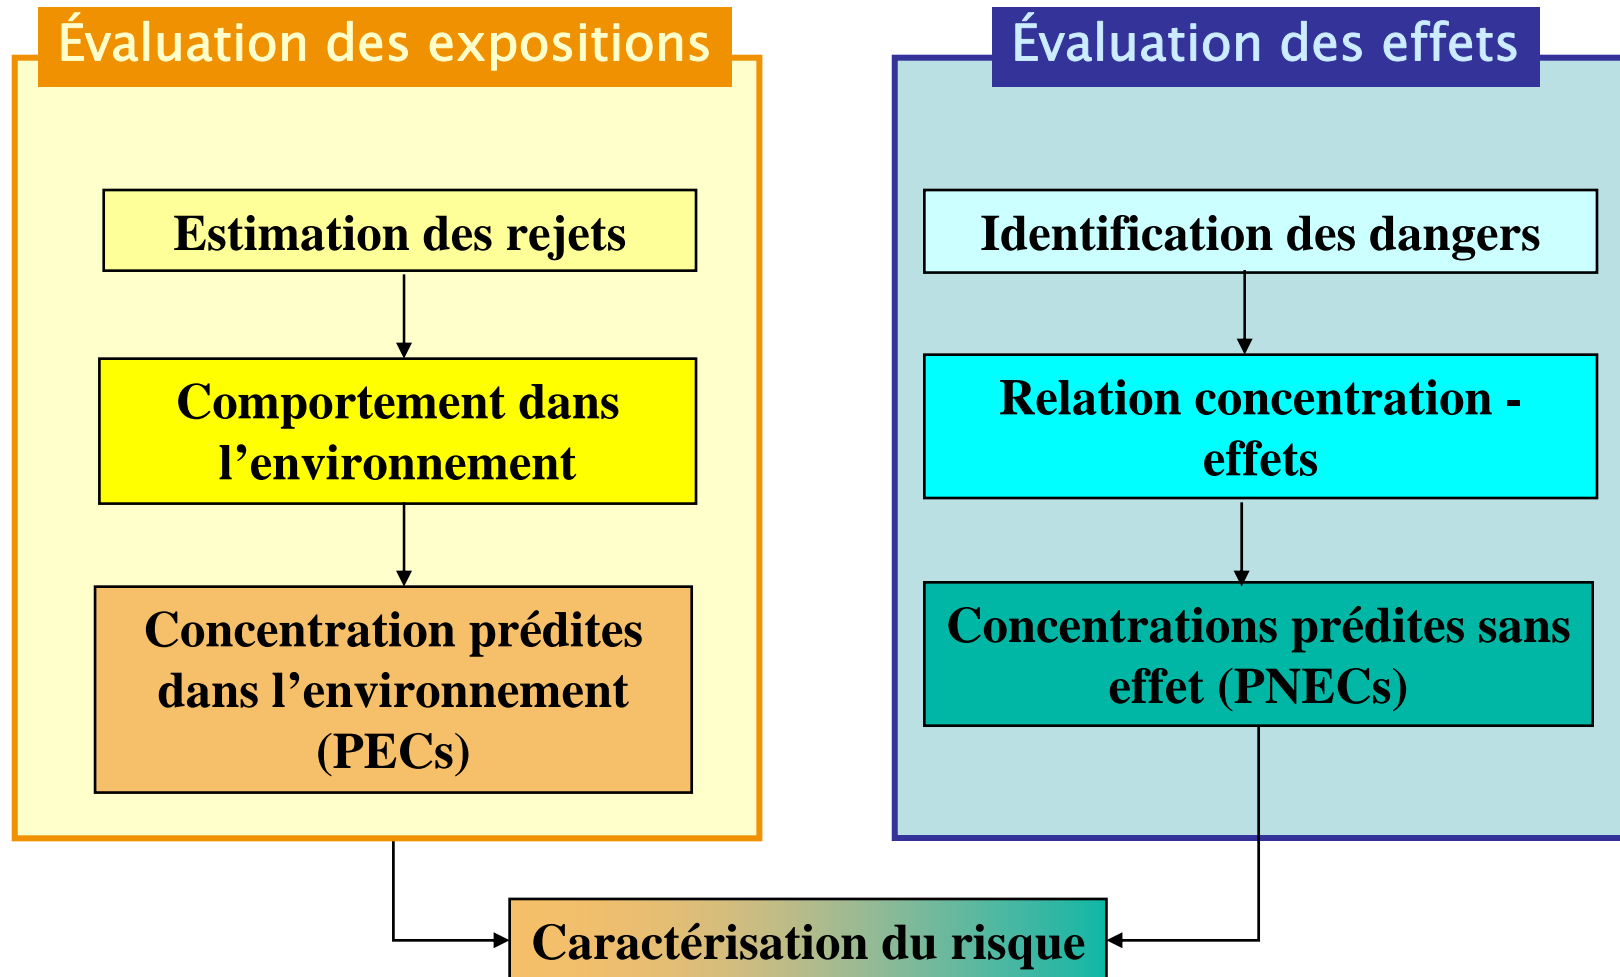 Évaluation des expositions
Estimation des rejets
Comportement dans
l’environnement
Concentration prédites
dans l’environnement
(PECs)
Évaluation des effets
Identification des dangers
Relation concentration -
effets
Concentrations prédites sans
effet (PNECs)
Caractérisation du risque